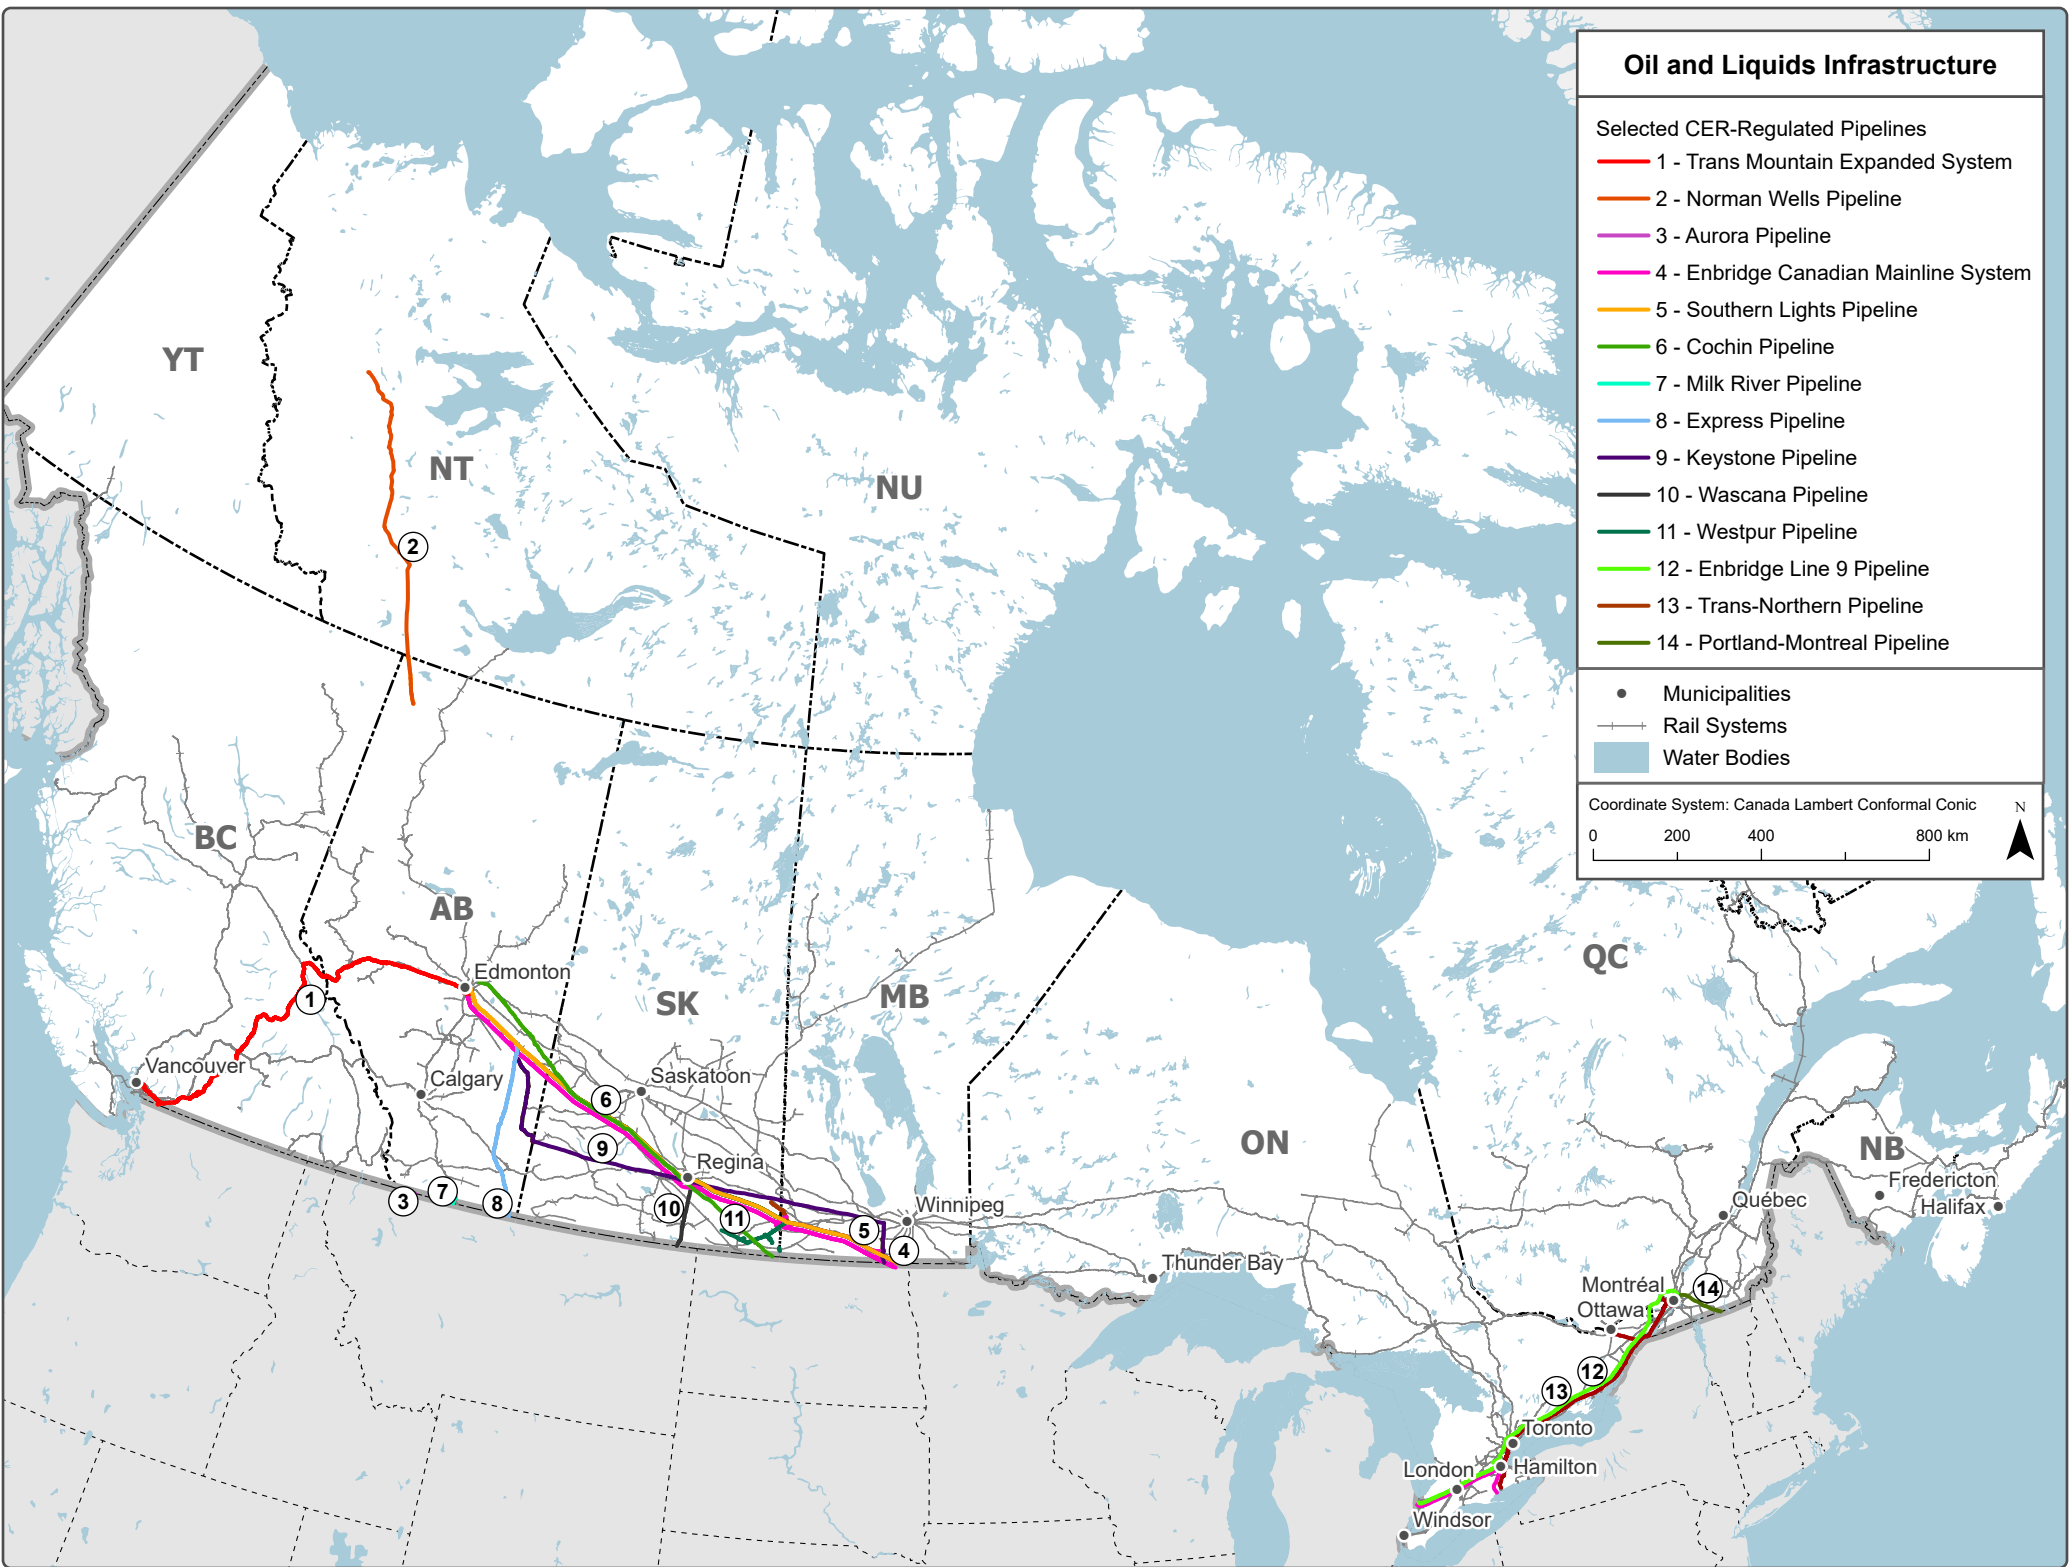 Oil and Liquids Infrastructure
Selected CER-Regulated Pipelines
1 - Trans Mountain Expanded System
2 - Norman Wells Pipeline
3 - Aurora Pipeline
4 - Enbridge Canadian Mainline System
5 - Southern Lights Pipeline
6 - Cochin Pipeline
7 - Milk River Pipeline
8 - Express Pipeline
9 - Keystone Pipeline
10 - Wascana Pipeline
11 - Westpur Pipeline
12 - Enbridge Line 9 Pipeline
13 - Trans-Northern Pipeline
14 - Portland-Montreal Pipeline
Municipalities
Rail Systems
Water Bodies
Coordinate System: Canada Lambert Conformal Conic
N
0 200 400 800 km
YT
NT
NU
2
BC
AB
SK
MB
QC
ON
NB
Edmonton
1
Vancouver
Calgary
Saskatoon
6
9
Regina
3
7
8
10
11
5
4
Winnipeg
Thunder Bay
Québec
Fredericton
Halifax
Montréal
14
Ottawa
12
13
Toronto
London
Hamilton
Windsor